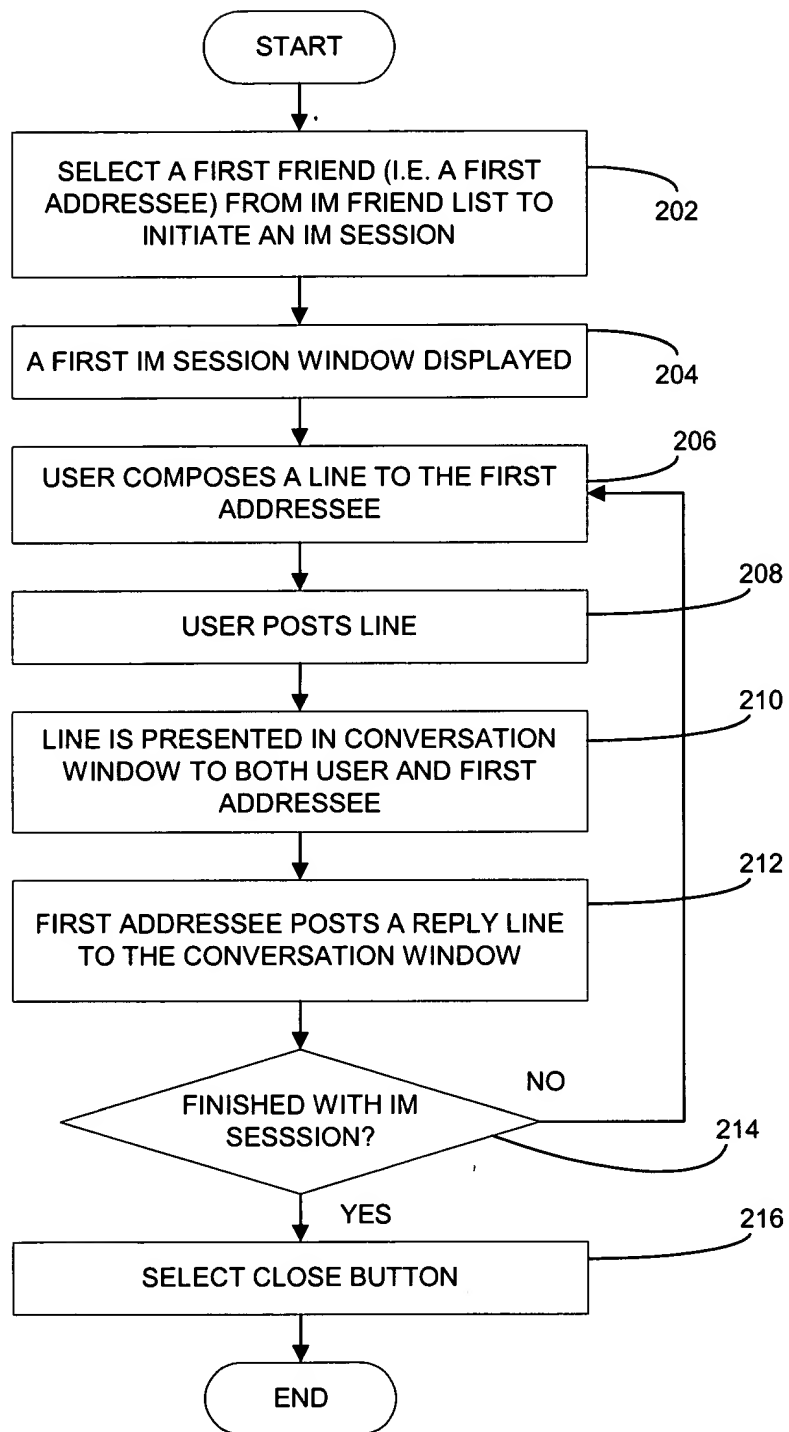 START
SELECT A FIRST FRIEND (I.E. A FIRST
ADDRESSEE) FROM IM FRIEND LIST TO
INITIATE AN IM SESSION
202
A FIRST IM SESSION WINDOW DISPLAYED
204
206
USER COMPOSES A LINE TO THE FIRST
ADDRESSEE
208
USER POSTS LINE
210
LINE IS PRESENTED IN CONVERSATION
WINDOW TO BOTH USER AND FIRST
ADDRESSEE
212
FIRST ADDRESSEE POSTS A REPLY LINE
TO THE CONVERSATION WINDOW
NO
FINISHED WITH IM
SESSSION?
214
YES
216
SELECT CLOSE BUTTON
END